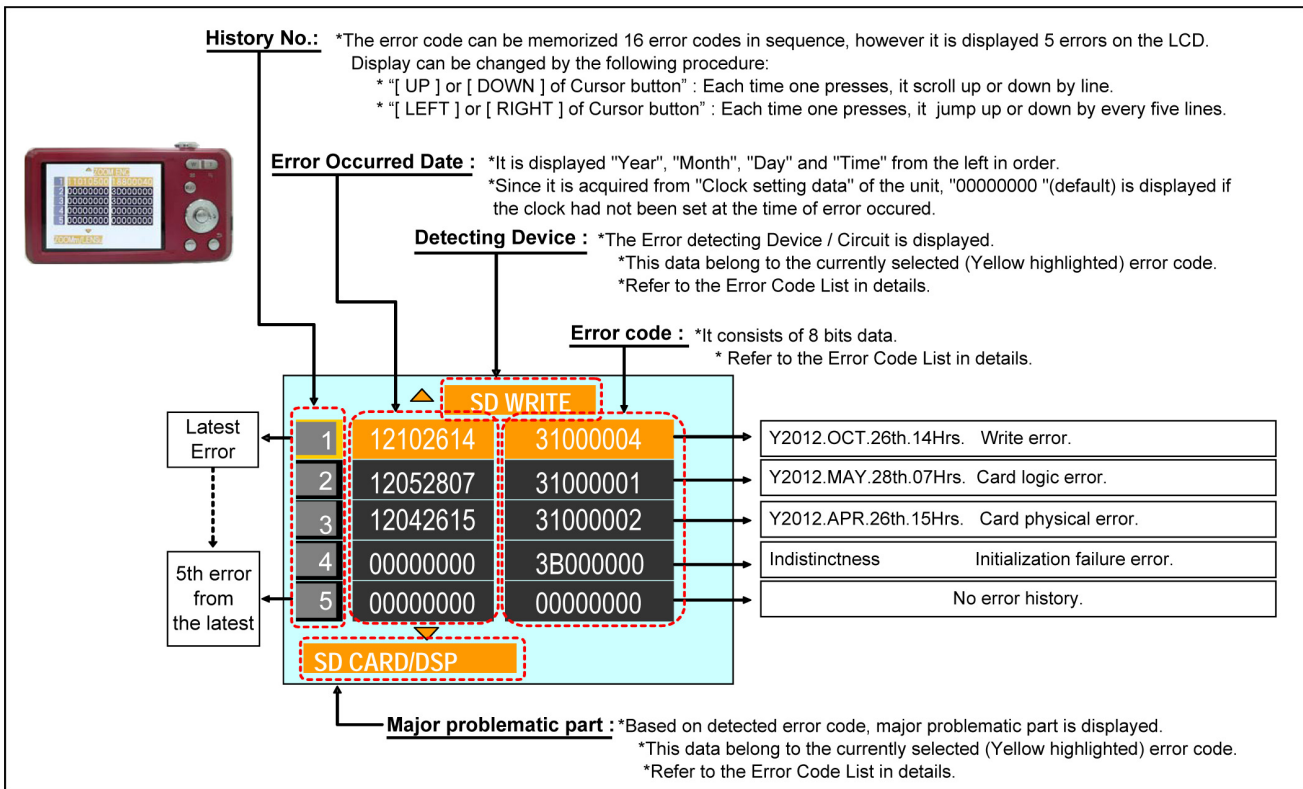 History No.: *The error code can be memorized 16 error codes in sequence, however it is displayed 5 errors on the LCD.
Display can be changed by the following procedure:
* "[ UP ] or [ DOWN ] of Cursor button" : Each time one presses, it scroll up or down by line.
* "[ LEFT ] or [ RIGHT ] of Cursor button" : Each time one presses, it jump up or down by every five lines.
Error Occurred Date : *It is displayed "Year", "Month", "Day" and "Time" from the left in order.
*Since it is acquired from "Clock setting data" of the unit, "00000000 "(default) is displayed if
the clock had not been set at the time of error occured.
Detecting Device : *The Error detecting Device / Circuit is displayed.
*This data belong to the currently selected (Yellow highlighted) error code.
*Refer to the Error Code List in details.
Error code : *It consists of 8 bits data.
* Refer to the Error Code List in details.
SD WRITE
Latest
Error
1 12102614 31000004 Y2012.OCT.26th.14Hrs. Write error.
2 12052807 31000001 Y2012.MAY.28th.07Hrs. Card logic error.
3 12042615 31000002 Y2012.APR.26th.15Hrs. Card physical error.
4 00000000 3B000000 Indistinctness Initialization failure error.
5 00000000 00000000 No error history.
5th error
from
the latest
SD CARD/DSP
Major problematic part : *Based on detected error code, major problematic part is displayed.
*This data belong to the currently selected (Yellow highlighted) error code.
*Refer to the Error Code List in details.